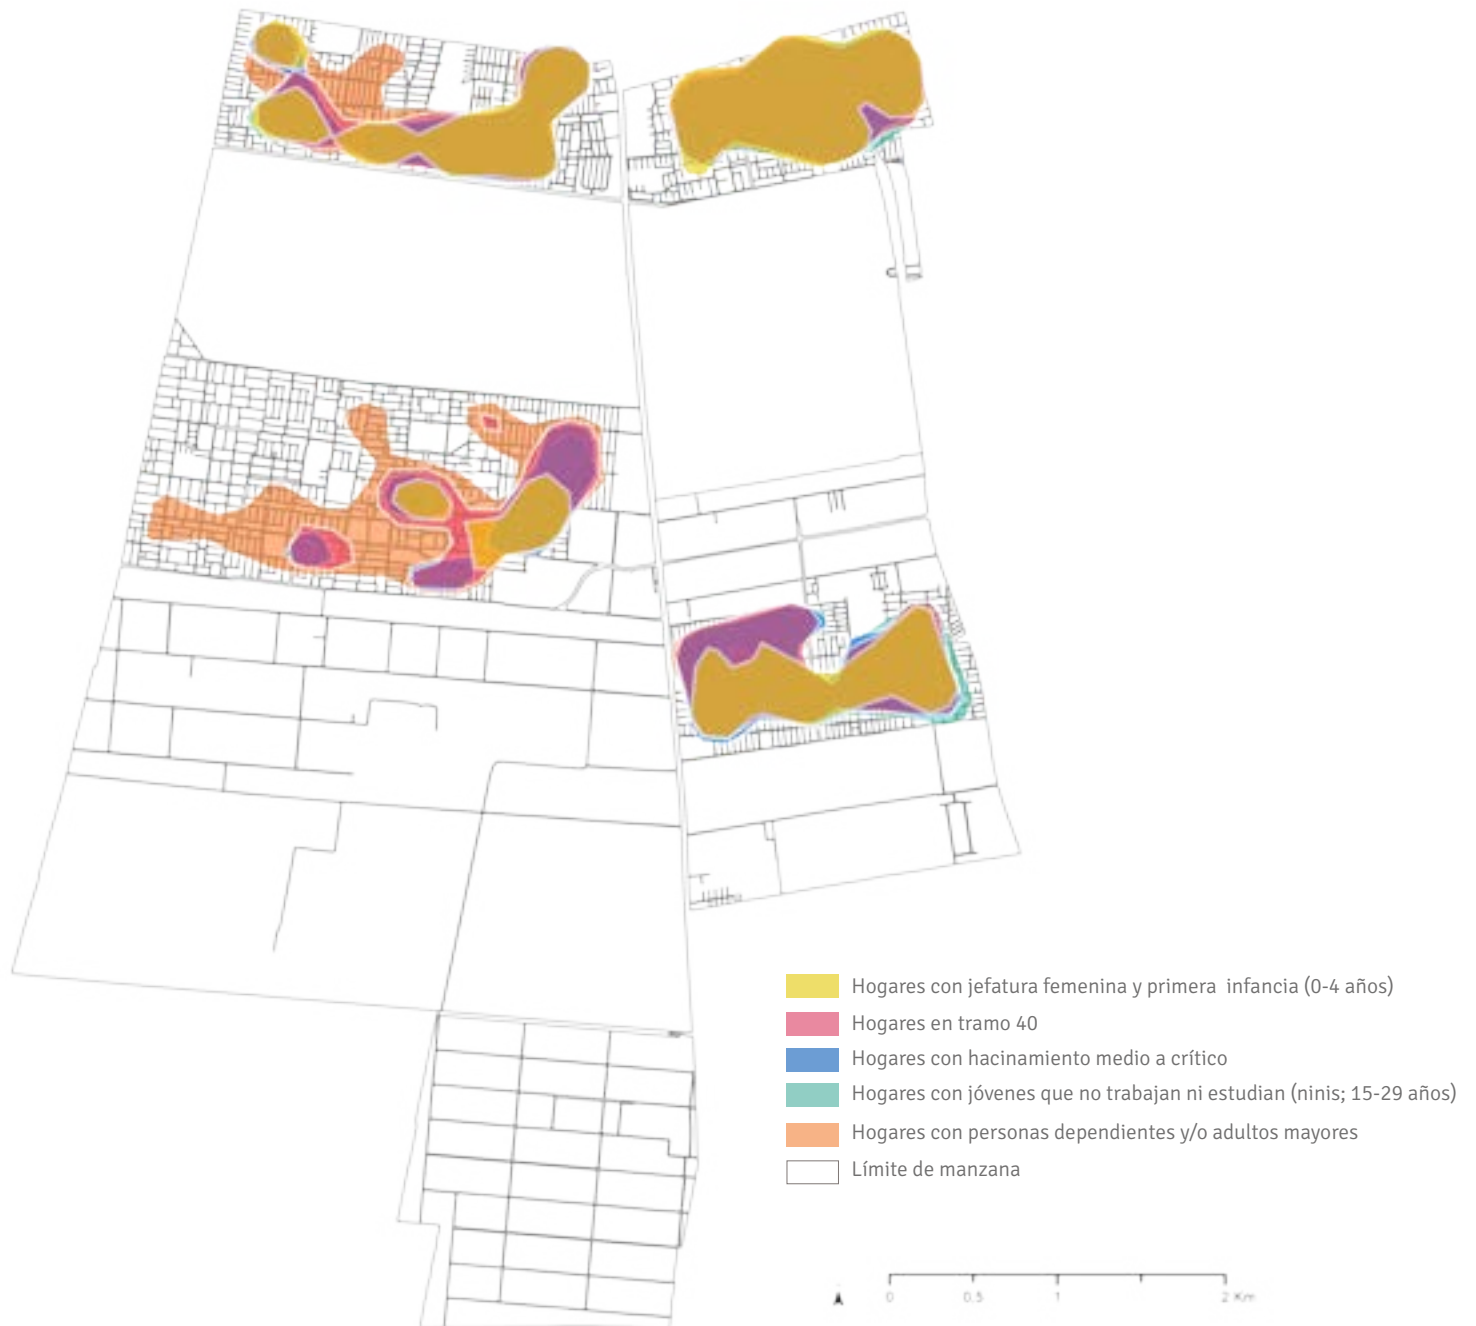 Hogares con jefatura femenina y primera infancia (0-4 años)
Hogares en tramo 40
Hogares con hacinamiento medio a crítico
Hogares con jóvenes que no trabajan ni estudian (ninis; 15-29 años)
Hogares con personas dependientes y/o adultos mayores
Límite de manzana
0 0.5 1 2 Km